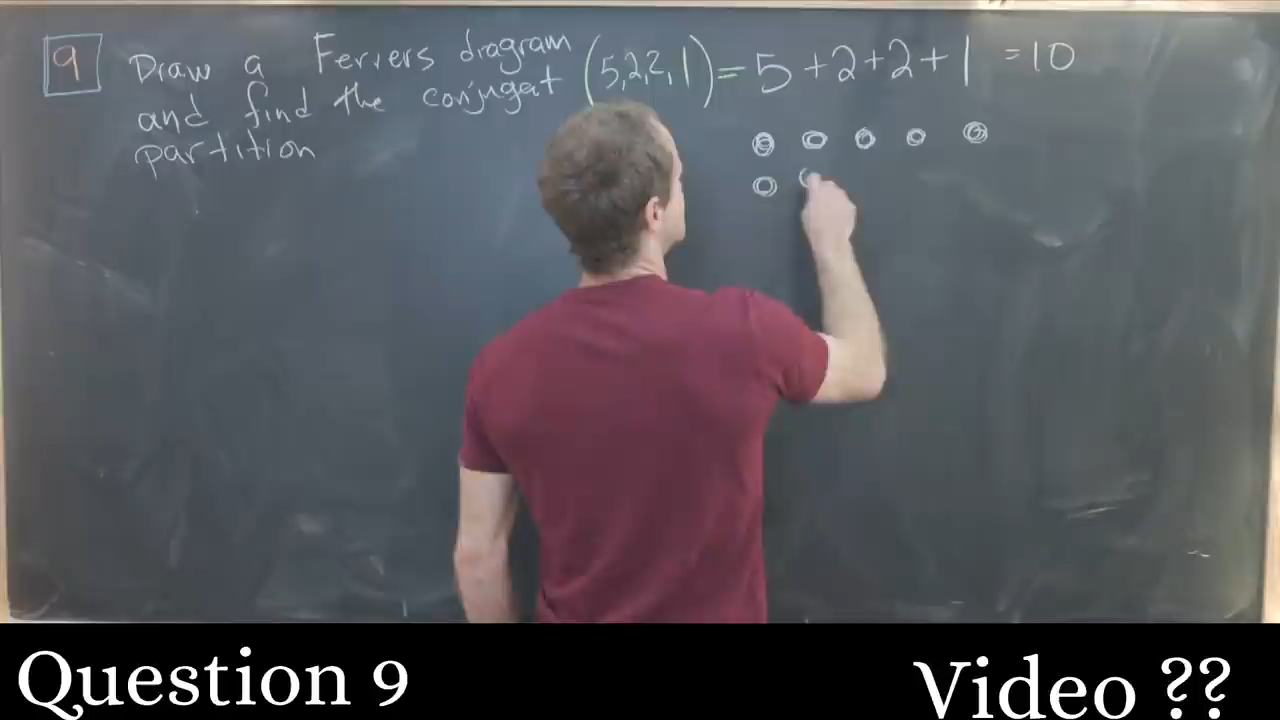 9
Draw a Ferrers diagram (5,2,2,1) = 5 + 2 + 2 + 1 = 10
and find the conjugat
partition
Question 9
Video ??